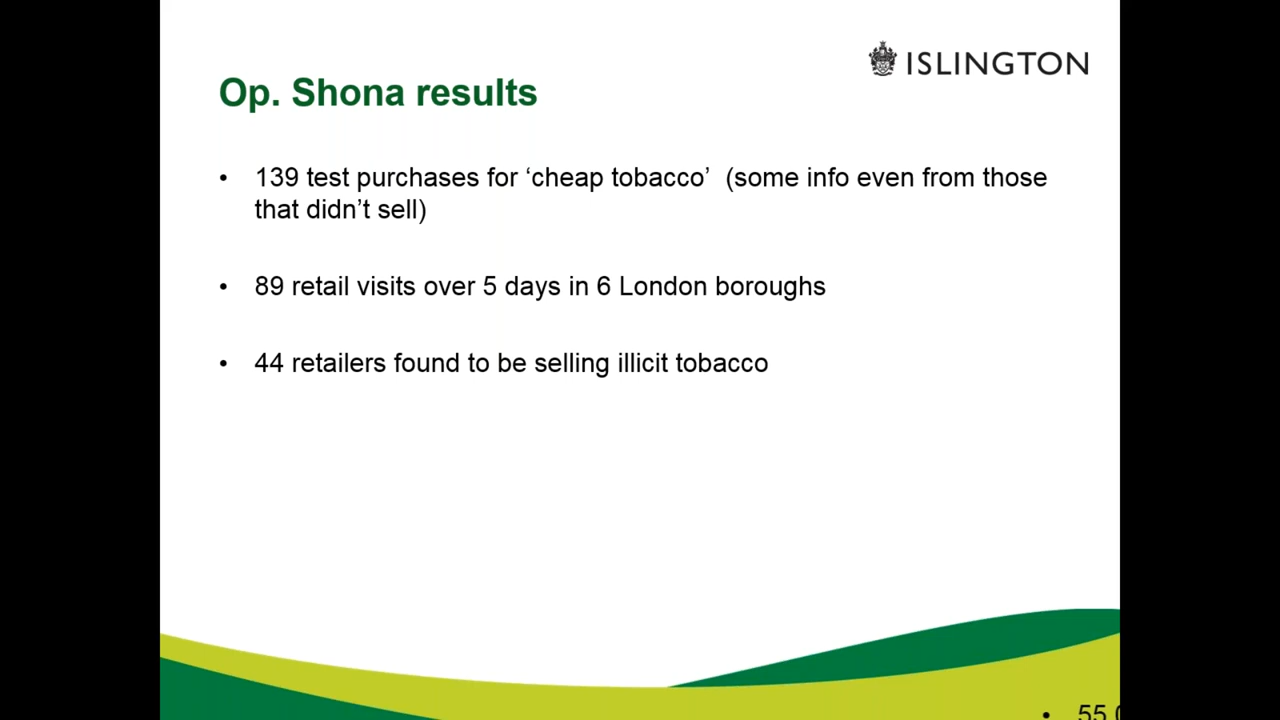 ISLINGTON
Op. Shona results
• 139 test purchases for ‘cheap tobacco’ (some info even from those
that didn’t sell)
• 89 retail visits over 5 days in 6 London boroughs
• 44 retailers found to be selling illicit tobacco